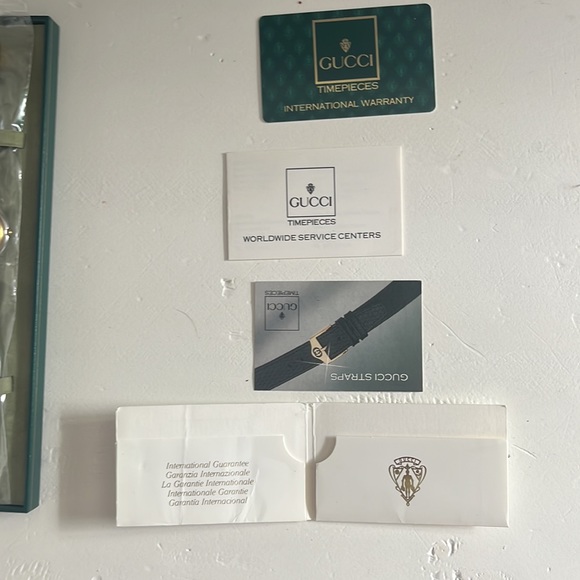 GUCCI
TIMEPIECES
INTERNATIONAL WARRANTY
GUCCI
TIMEPIECES
WORLDWIDE SERVICE CENTERS
GUCCI STRAPS
GUCCI
TIMEPIECES
International Guarantee
Garanzia Internazionale
La Garantie Internationale
Internationale Garantie
Garantía Internacional